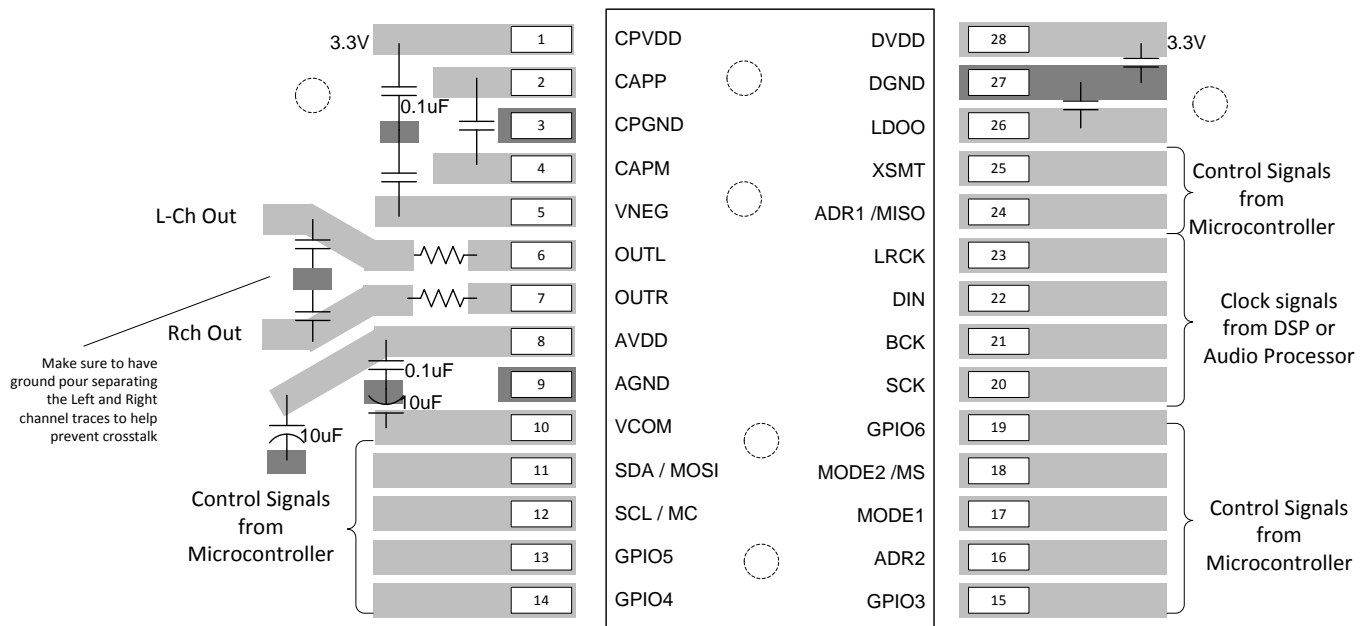 3.3V
1
CPVDD
DVDD
28
3.3V
2
CAPP
DGND
27
0.1uF
3
CPGND
LDOO
26
4
CAPM
XSMT
25
Control Signals
from
Microcontroller
L-Ch Out
5
VNEG
ADR1 /MISO
24
6
OUTL
LRCK
23
7
OUTR
DIN
22
Clock signals
from DSP or
Audio Processor
Rch Out
8
AVDD
BCK
21
Make sure to have
ground pour separating
the Left and Right
channel traces to help
prevent crosstalk
0.1uF
9
AGND
SCK
20
10uF
10uF
10
VCOM
GPIO6
19
11
SDA / MOSI
MODE2 /MS
18
Control Signals
from
Microcontroller
12
SCL / MC
MODE1
17
Control Signals
from
Microcontroller
13
GPIO5
ADR2
16
14
GPIO4
GPIO3
15